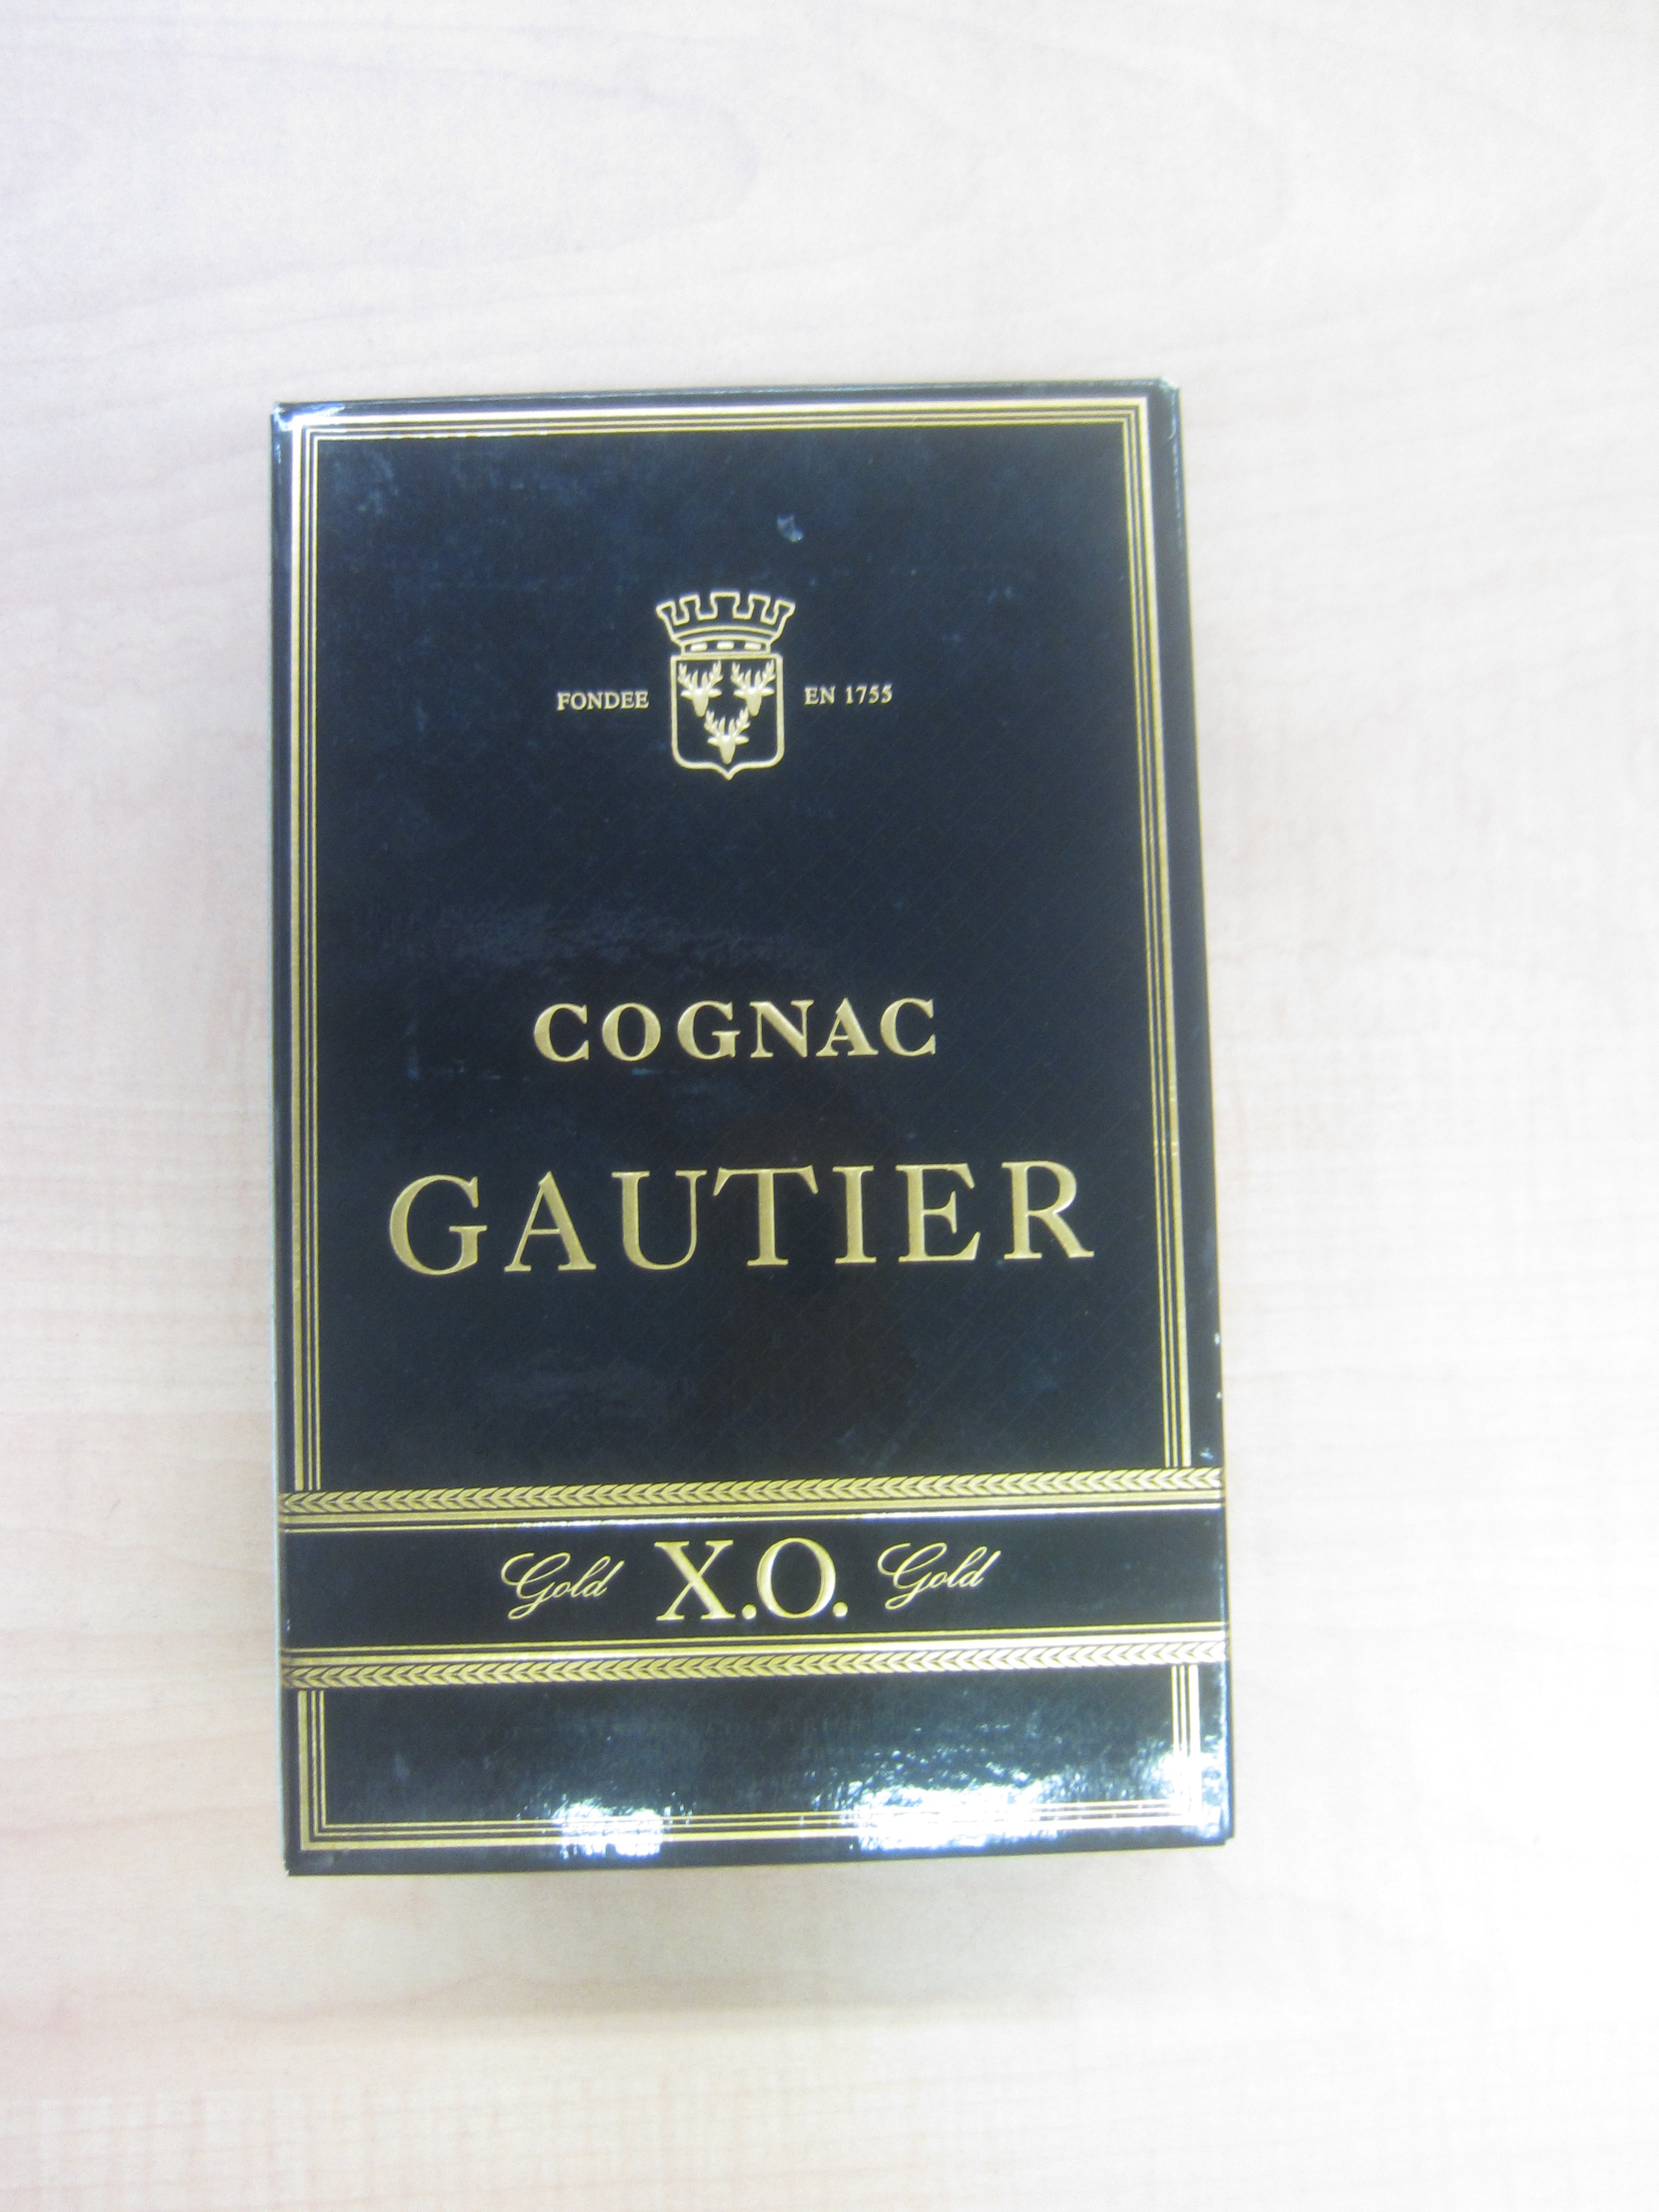 FONDEE EN 1755
COGNAC
GAUTIER
Gold X.O. Gold